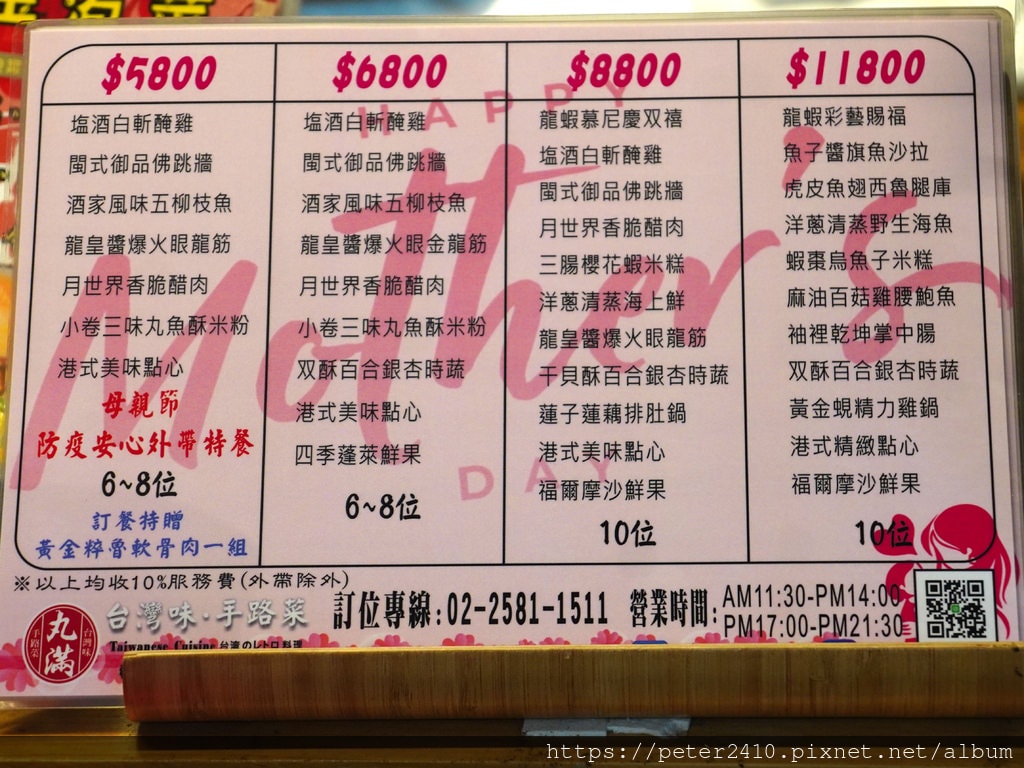 $5800
塩酒白斬醃雞
閩式御品佛跳牆
酒家風味五柳枝魚
龍皇醬爆火眼龍筋
月世界香脆醋肉
小卷三味丸魚酥米粉
港式美味點心
母親節
防疫安心外帶特餐
6~8位
訂餐特贈
黃金粹魯軟骨肉一組
$6800
塩酒白斬醃雞
閩式御品佛跳牆
酒家風味五柳枝魚
龍皇醬爆火眼金龍筋
月世界香脆醋肉
小卷三味丸魚酥米粉
双酥百合銀杏時蔬
港式美味點心
四季蓬萊鮮果
6~8位
$8800
龍蝦慕尼慶双禧
塩酒白斬醃雞
閩式御品佛跳牆
月世界香脆醋肉
三腸櫻花蝦米糕
洋蔥清蒸海上鮮
龍皇醬爆火眼龍筋
干貝酥百合銀杏時蔬
蓮子蓮藕排肚鍋
港式美味點心
福爾摩沙鮮果
10位
$11800
龍蝦彩藝賜福
魚子醬旗魚沙拉
虎皮魚翅西魯腿庫
洋蔥清蒸野生海魚
蝦棗烏魚子米糕
麻油百菇雞腰鮑魚
袖裡乾坤掌中腸
双酥百合銀杏時蔬
黃金蜆精力雞鍋
港式精緻點心
福爾摩沙鮮果
10位
HAPPY
Mother's
DAY
※以上均收10%服務費(外帶除外)
丸滿
台灣味
手路菜
台灣味·手路菜
Taiwanese Cuisine 台湾のレトロ料理
訂位專線:02-2581-1511
營業時間:
AM11:30-PM14:00
PM17:00-PM21:30
https://peter2410.pixnet.net/album